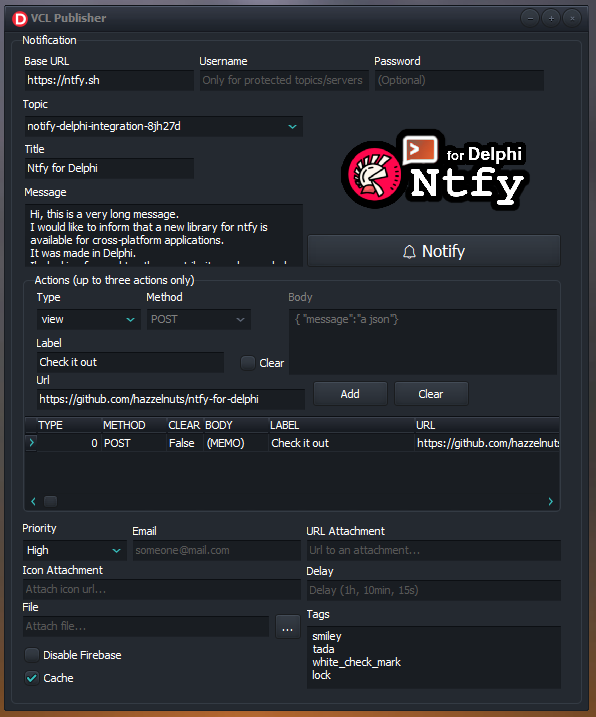 VCL Publisher
Notification
Base URL
Username
Password
https://ntfy.sh
Only for protected topics/servers
(Optional)
Topic
notify-delphi-integration-8jh27d
Title
Ntfy for Delphi
for Delphi
Ntfy
Message
Hi, this is a very long message.
I would like to inform that a new library for ntfy is
available for cross-platform applications.
It was made in Delphi.
Notify
Actions (up to three actions only)
Type
Method
Body
view
POST
{ "message":"a json"}
Label
Check it out
Clear
Url
https://github.com/hazzelnuts/ntfy-for-delphi
Add
Clear
TYPE METHOD CLEAR BODY LABEL URL
0 POST False (MEMO) Check it out https://github.com/hazzelnuts
Priority
Email
URL Attachment
High
someone@mail.com
Url to an attachment...
Icon Attachment
Delay
Attach icon url...
Delay (1h, 10min, 15s)
File
Tags
Attach file...
...
smiley
tada
white_check_mark
lock
Disable Firebase
Cache